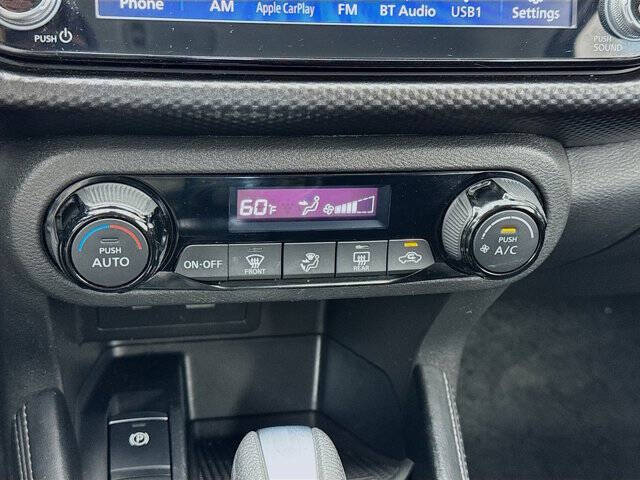 Phone AM Apple CarPlay FM BT Audio USB1 Settings
PUSH
PUSH SOUND
60°F
PUSH AUTO
ON•OFF
FRONT
REAR
PUSH A/C
P